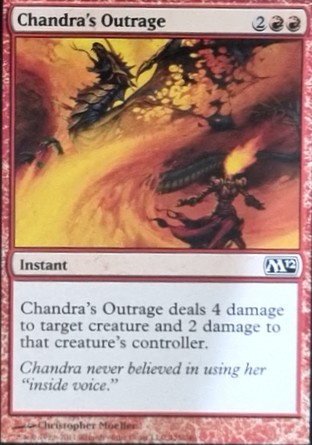 Chandra's Outrage 2
Instant M12
Chandra's Outrage deals 4 damage
to target creature and 2 damage to
that creature's controller.
Chandra never believed in using her
"inside voice."
Christopher Moeller